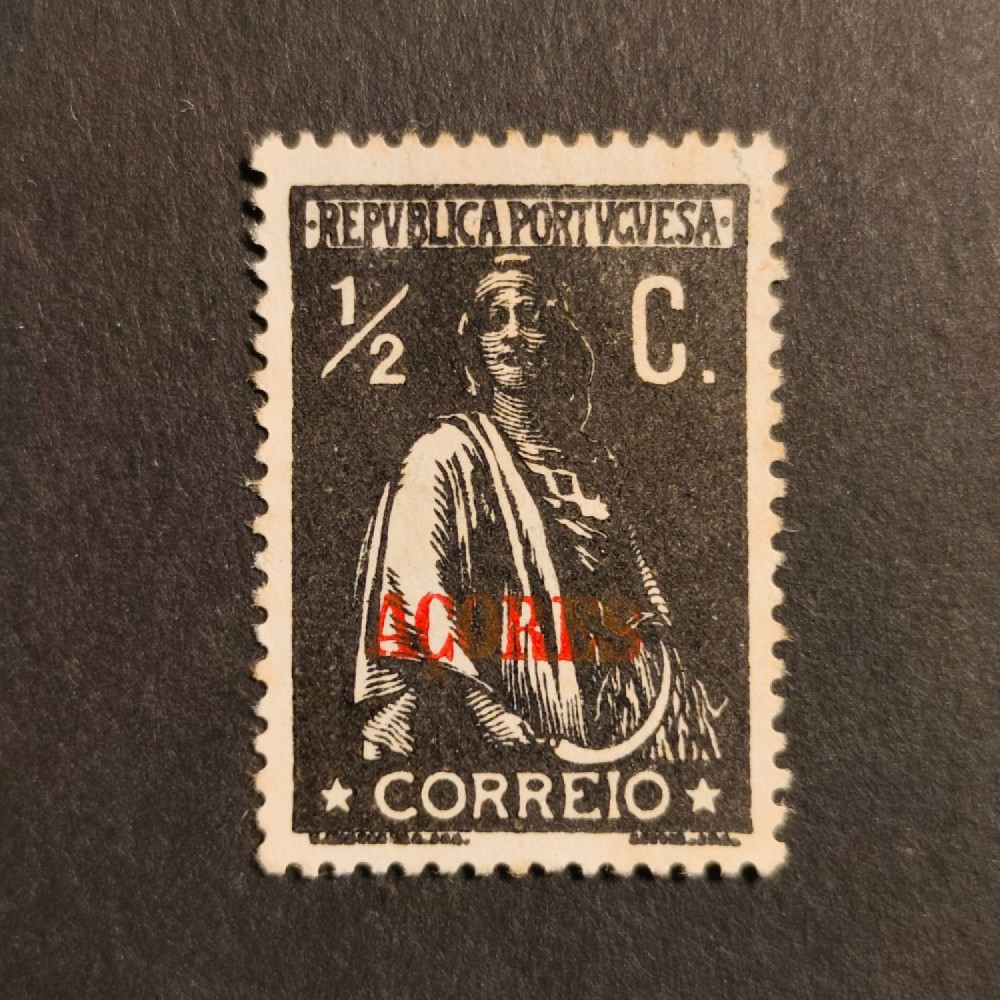 ·REPVBLICA PORTVGVESA·
1/2 C.
AÇORES
★ CORREIO ★